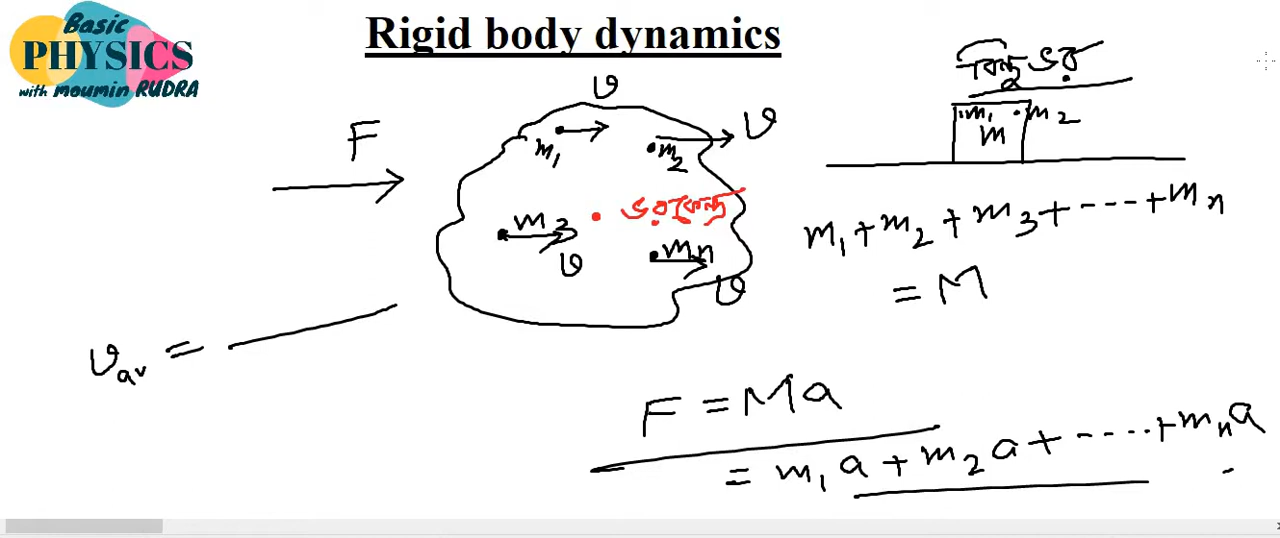 Basic
PHYSICS
with moumin RUDRA
Rigid body dynamics
বিন্দু ভর
F
υ
m₁
υ
m₂
m₁ m₂
m
m₃
ভরকেন্দ্র
υ
mₙ
υ
m₁+m₂+m₃+----+mₙ
= M
υₐᵥ =
F = Ma
= m₁a+m₂a+----+mₙa